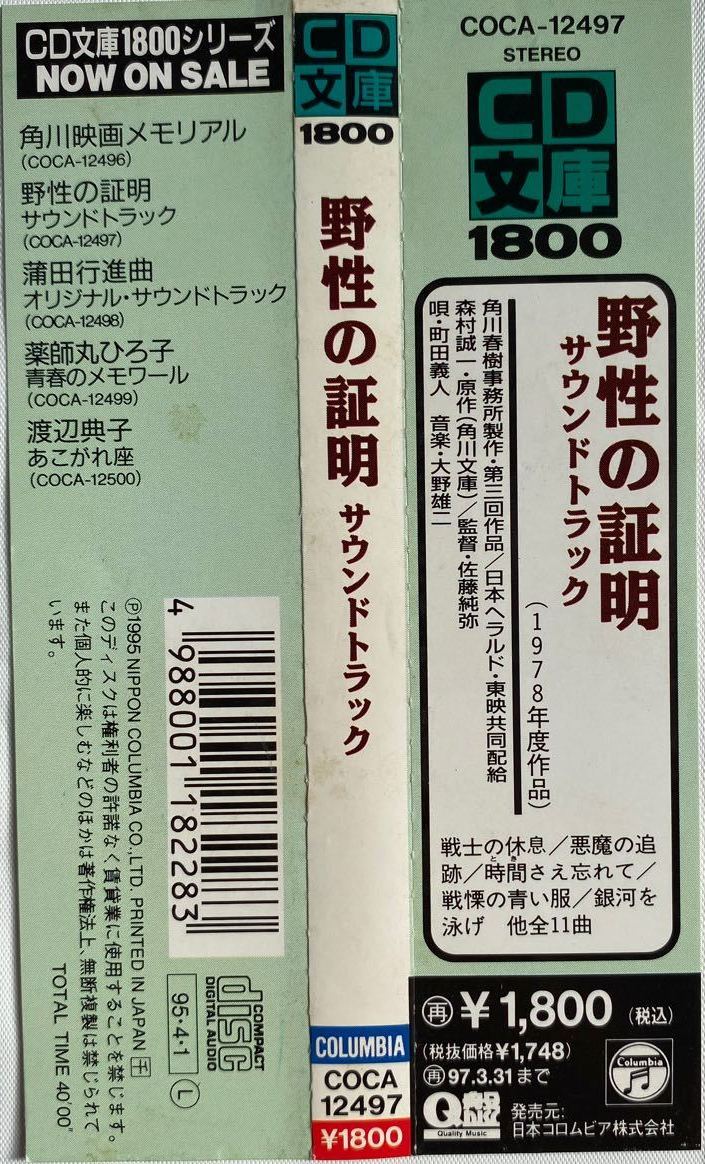 CD文庫1800シリーズ
NOW ON SALE
角川映画メモリアル
(COCA-12496)
野性の証明
サウンドトラック
(COCA-12497)
蒲田行進曲
オリジナル・サウンドトラック
(COCA-12498)
薬師丸ひろ子
青春のメモワール
(COCA-12499)
渡辺典子
あこがれ座
(COCA-12500)
4 988001 182283
Ⓟ1995 NIPPON COLUMBIA CO.,LTD. PRINTED IN JAPAN 王
このディスクは権利者の許諾なく賃貸業に使用することを禁じます。
また個人的に楽しむなどのほかは著作権法上、無断複製は禁じられて
います。
TOTAL TIME 40'00"
COMPACT
disc
DIGITAL AUDIO
95・4・1
Ⓛ
CD
文庫
1800
野性の証明 サウンドトラック
COLUMBIA
COCA
12497
¥1800
COCA-12497
STEREO
CD
文庫
1800
野性の証明
サウンドトラック
(1978年度作品)
角川春樹事務所製作・第三回作品/日本ヘラルド・東映共同配給
森村誠一・原作(角川文庫)/監督・佐藤純弥
唄・町田義人 音楽・大野雄二
戦士の休息/悪魔の追
跡/時間さえ忘れて/
とき
戦慄の青い服/銀河を
泳げ 他全11曲
再 ¥1,800 (税込)
(税抜価格¥1,748)
再 97.3.31まで
Columbia
Quality Music
発売元:
日本コロムビア株式会社